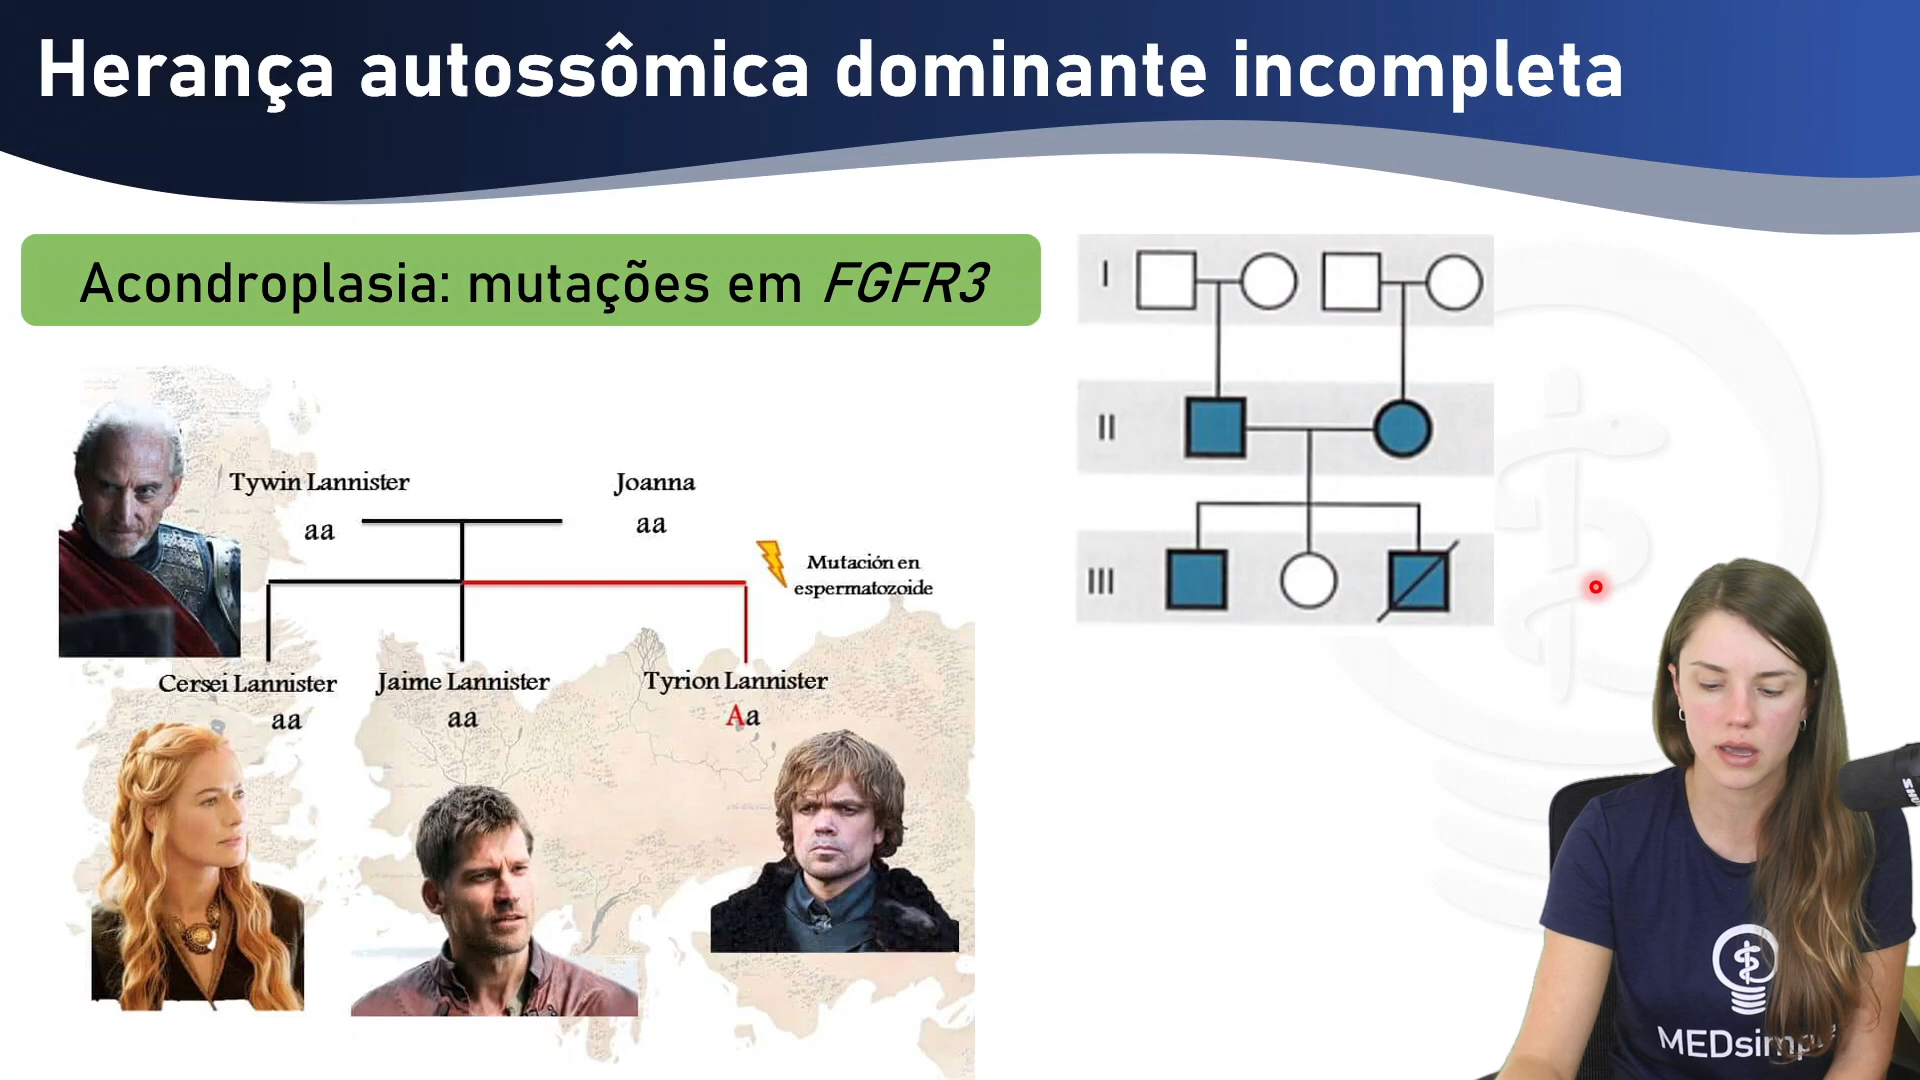 Herança autossômica dominante incompleta
Acondroplasia: mutações em FGFR3
I
II
III
Tywin Lannister
aa
Joanna
aa
Mutación en
espermatozoide
Cersei Lannister
aa
Jaime Lannister
aa
Tyrion Lannister
Aa